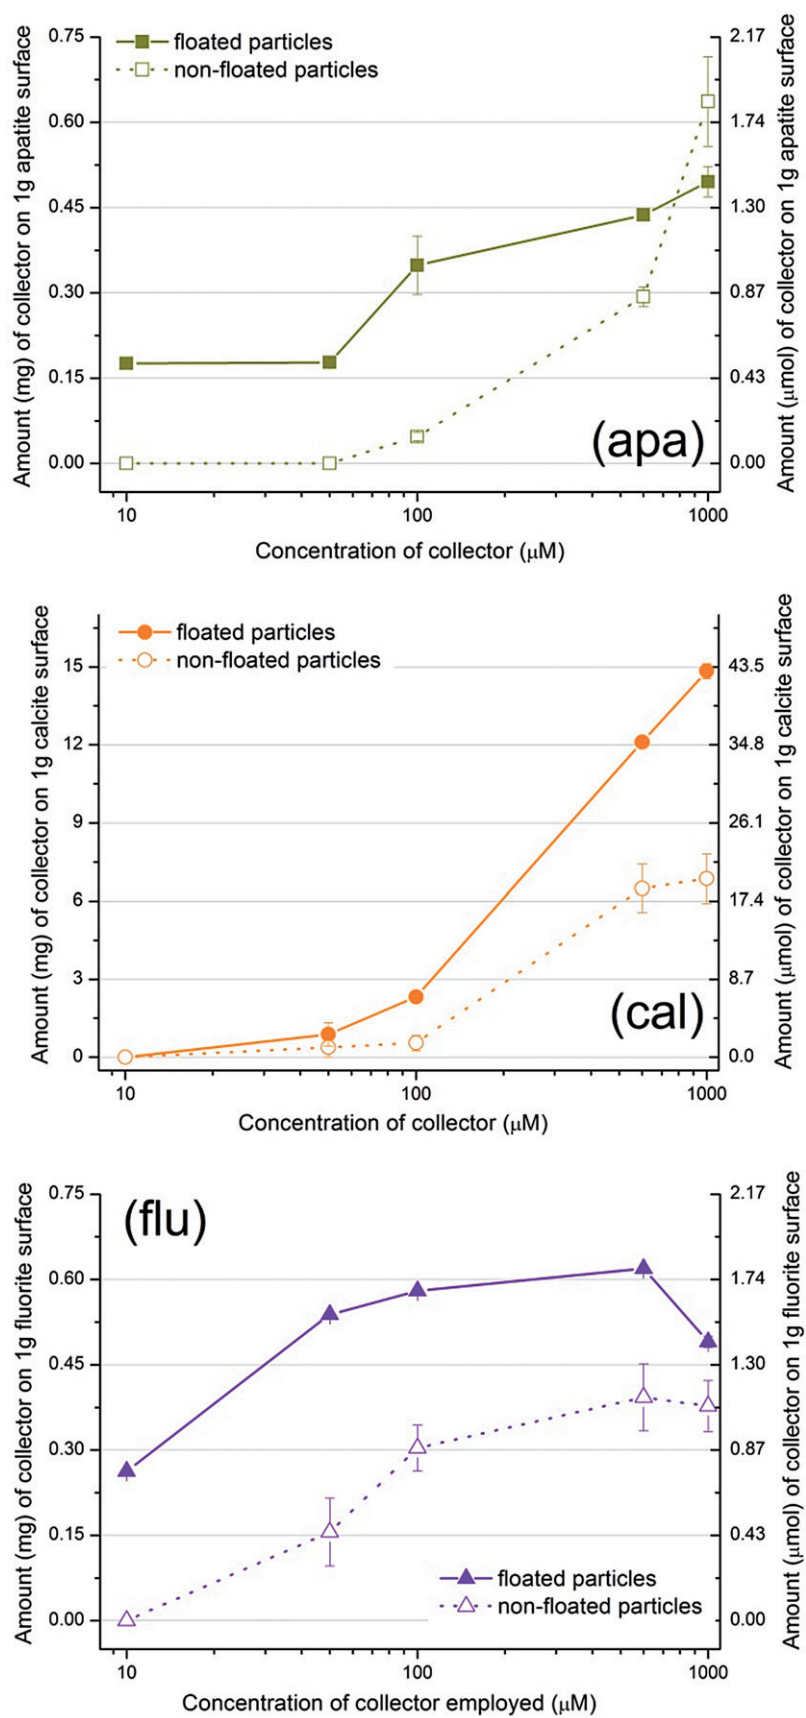 floated particles
non-floated particles
Amount (mg) of collector on 1g apatite surface
0.75
0.60
0.45
0.30
0.15
0.00
2.17
1.74
1.30
0.87
0.43
0.00
Amount (μmol) of collector on 1g apatite surface
(apa)
10
100
1000
Concentration of collector (μM)
floated particles
non-floated particles
Amount (mg) of collector on 1g calcite surface
15
12
9
6
3
0
43.5
34.8
26.1
17.4
8.7
0.0
Amount (μmol) of collector on 1g calcite surface
(cal)
10
100
1000
Concentration of collector (μM)
(flu)
Amount (mg) of collector on 1g fluorite surface
0.75
0.60
0.45
0.30
0.15
0.00
2.17
1.74
1.30
0.87
0.43
0.00
Amount (μmol) of collector on 1g fluorite surface
floated particles
non-floated particles
10
100
1000
Concentration of collector employed (μM)